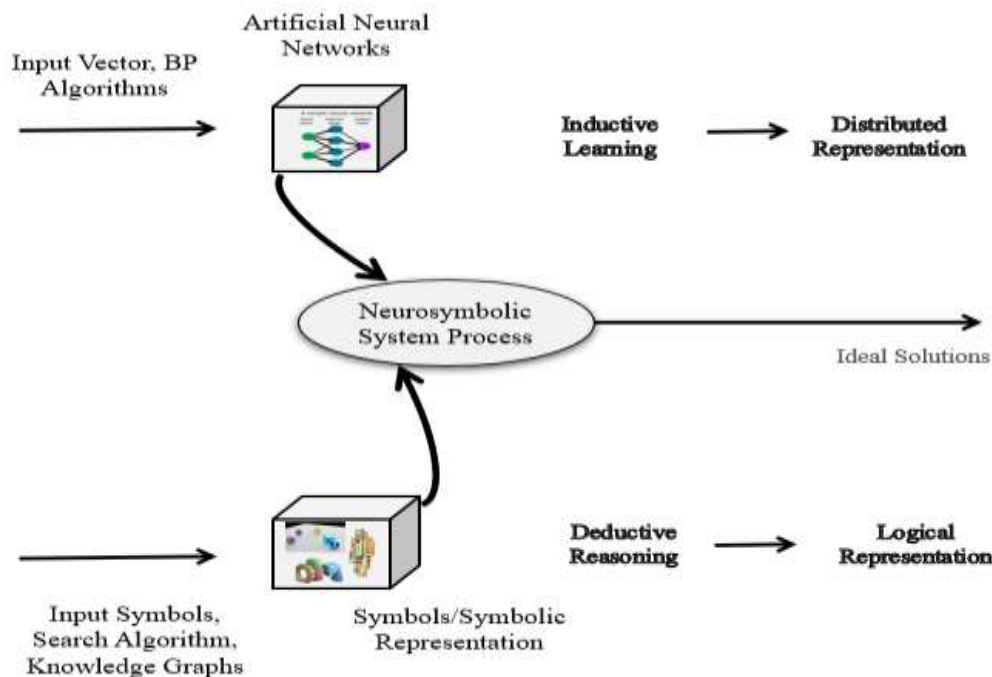 Artificial Neural
Networks
Input Vector, BP
Algorithms
Inductive
Learning
Distributed
Representation
Neurosymbolic
System Process
Ideal Solutions
Deductive
Reasoning
Logical
Representation
Input Symbols,
Search Algorithm,
Knowledge Graphs
Symbols/Symbolic
Representation